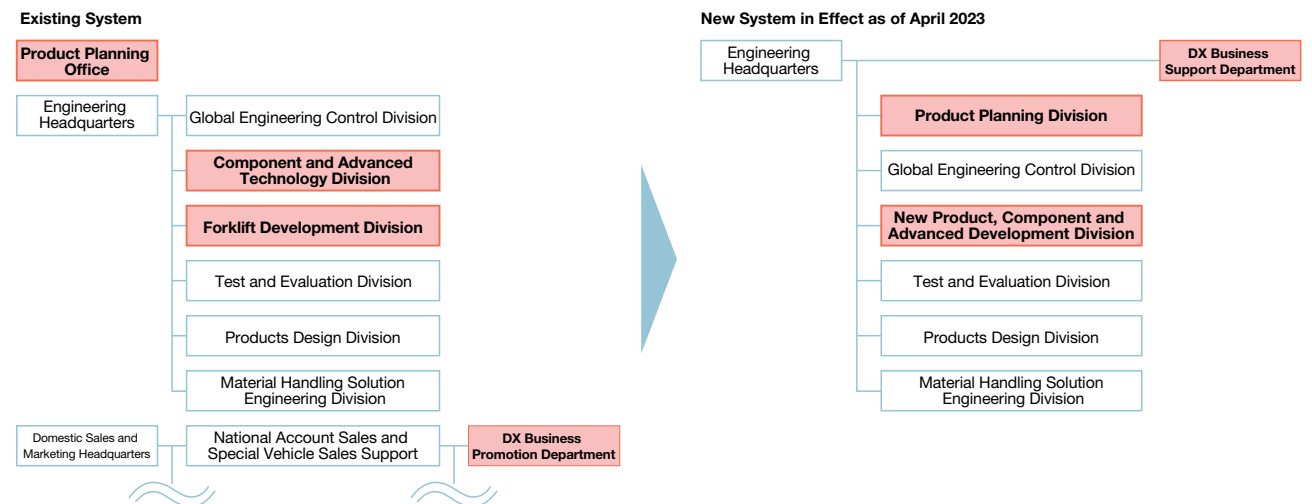 Existing System
Product Planning
Office
Engineering
Headquarters
Global Engineering Control Division
Component and Advanced
Technology Division
Forklift Development Division
Test and Evaluation Division
Products Design Division
Material Handling Solution
Engineering Division
Domestic Sales and
Marketing Headquarters
National Account Sales and
Special Vehicle Sales Support
DX Business
Promotion Department
New System in Effect as of April 2023
Engineering
Headquarters
DX Business
Support Department
Product Planning Division
Global Engineering Control Division
New Product, Component and
Advanced Development Division
Test and Evaluation Division
Products Design Division
Material Handling Solution
Engineering Division